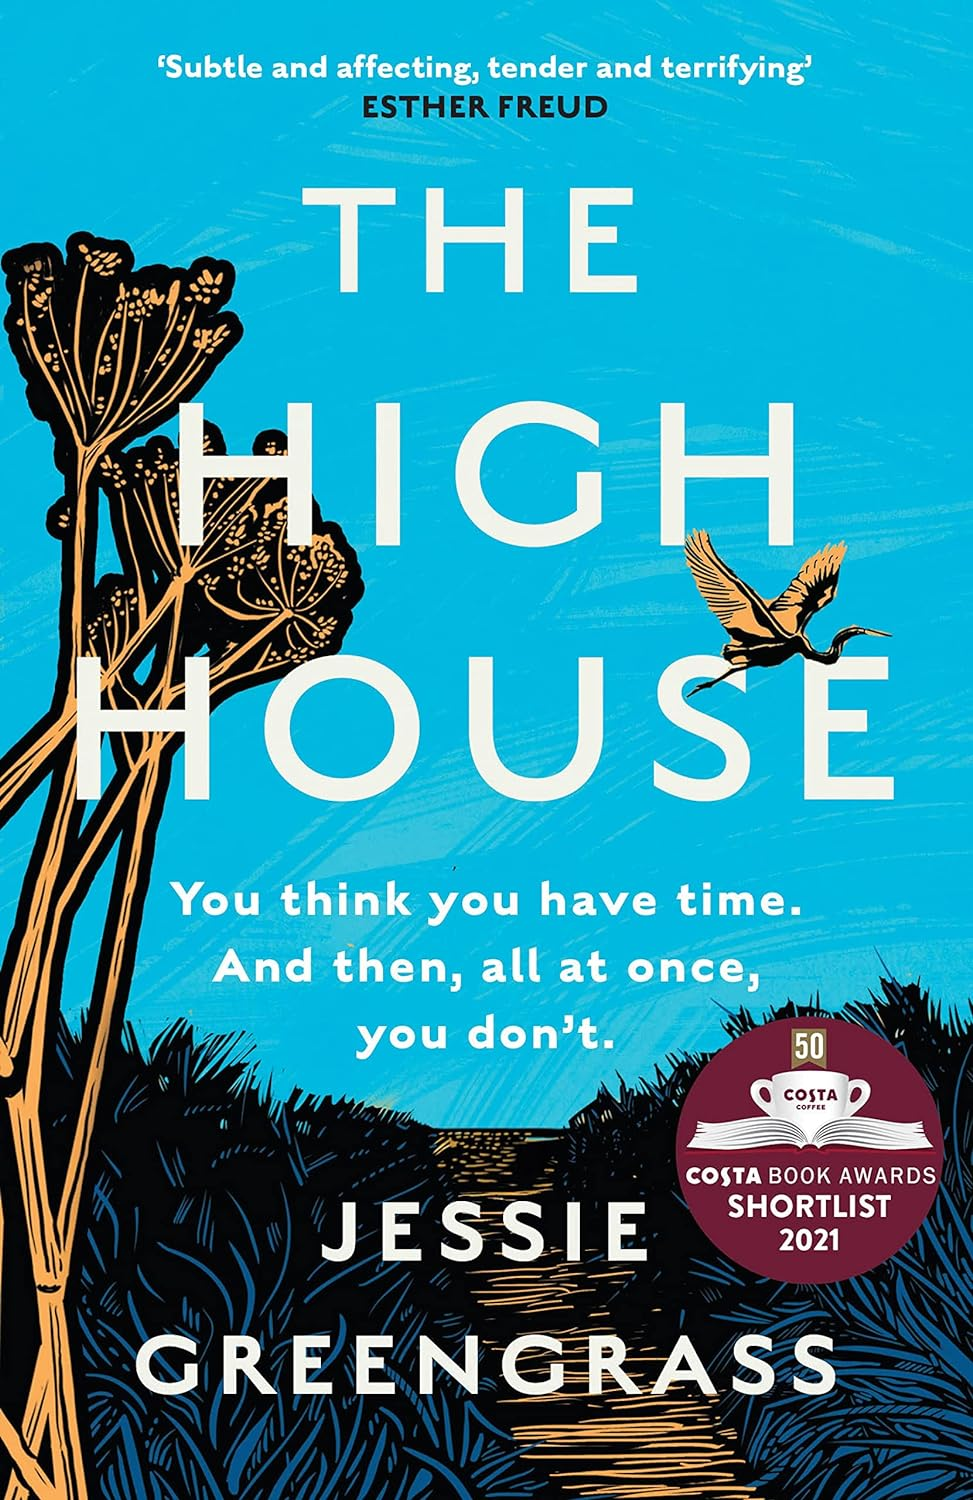 ‘Subtle and affecting, tender and terrifying’
ESTHER FREUD
THE
HIGH
HOUSE
You think you have time.
And then, all at once,
you don’t.
50
COSTA
COFFEE
COSTA BOOK AWARDS
SHORTLIST
2021
JESSIE
GREENGRASS